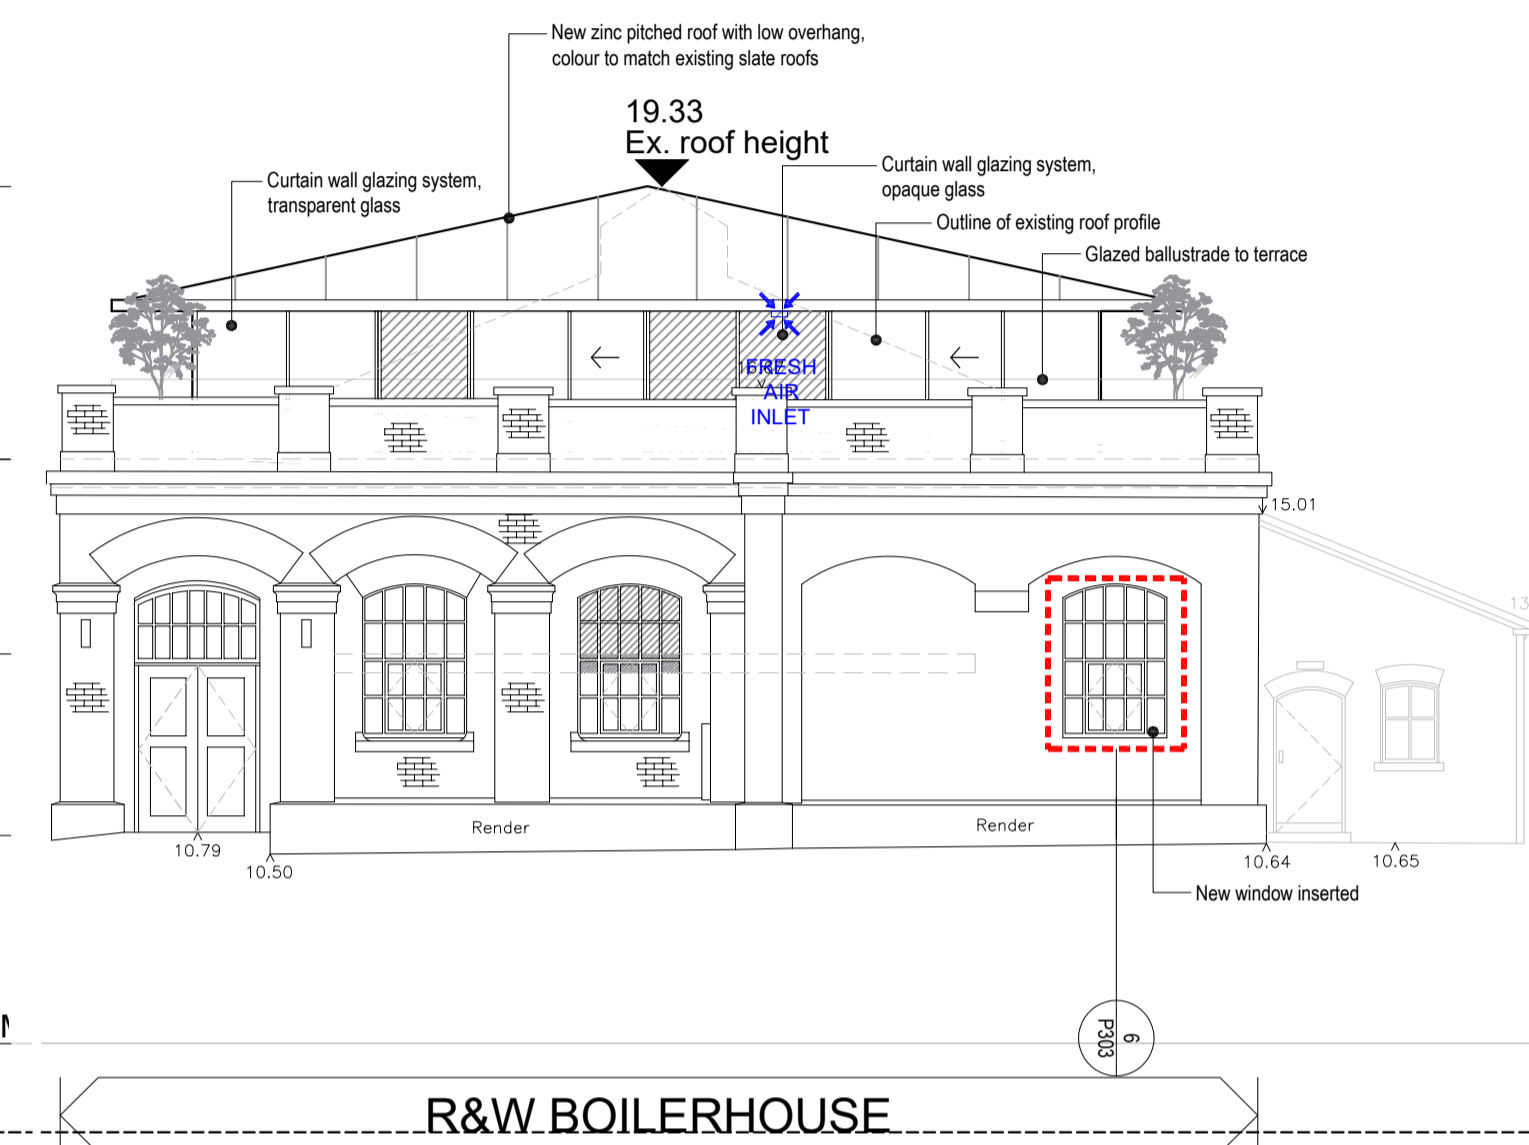 New zinc pitched roof with low overhang,
colour to match existing slate roofs
19.33
Ex. roof height
Curtain wall glazing system,
transparent glass
Curtain wall glazing system,
opaque glass
Outline of existing roof profile
Glazed ballustrade to terrace
FRESH
AIR
INLET
15.01
13
Render
Render
10.79
10.50
10.64
10.65
New window inserted
6
P303
R&W BOILERHOUSE